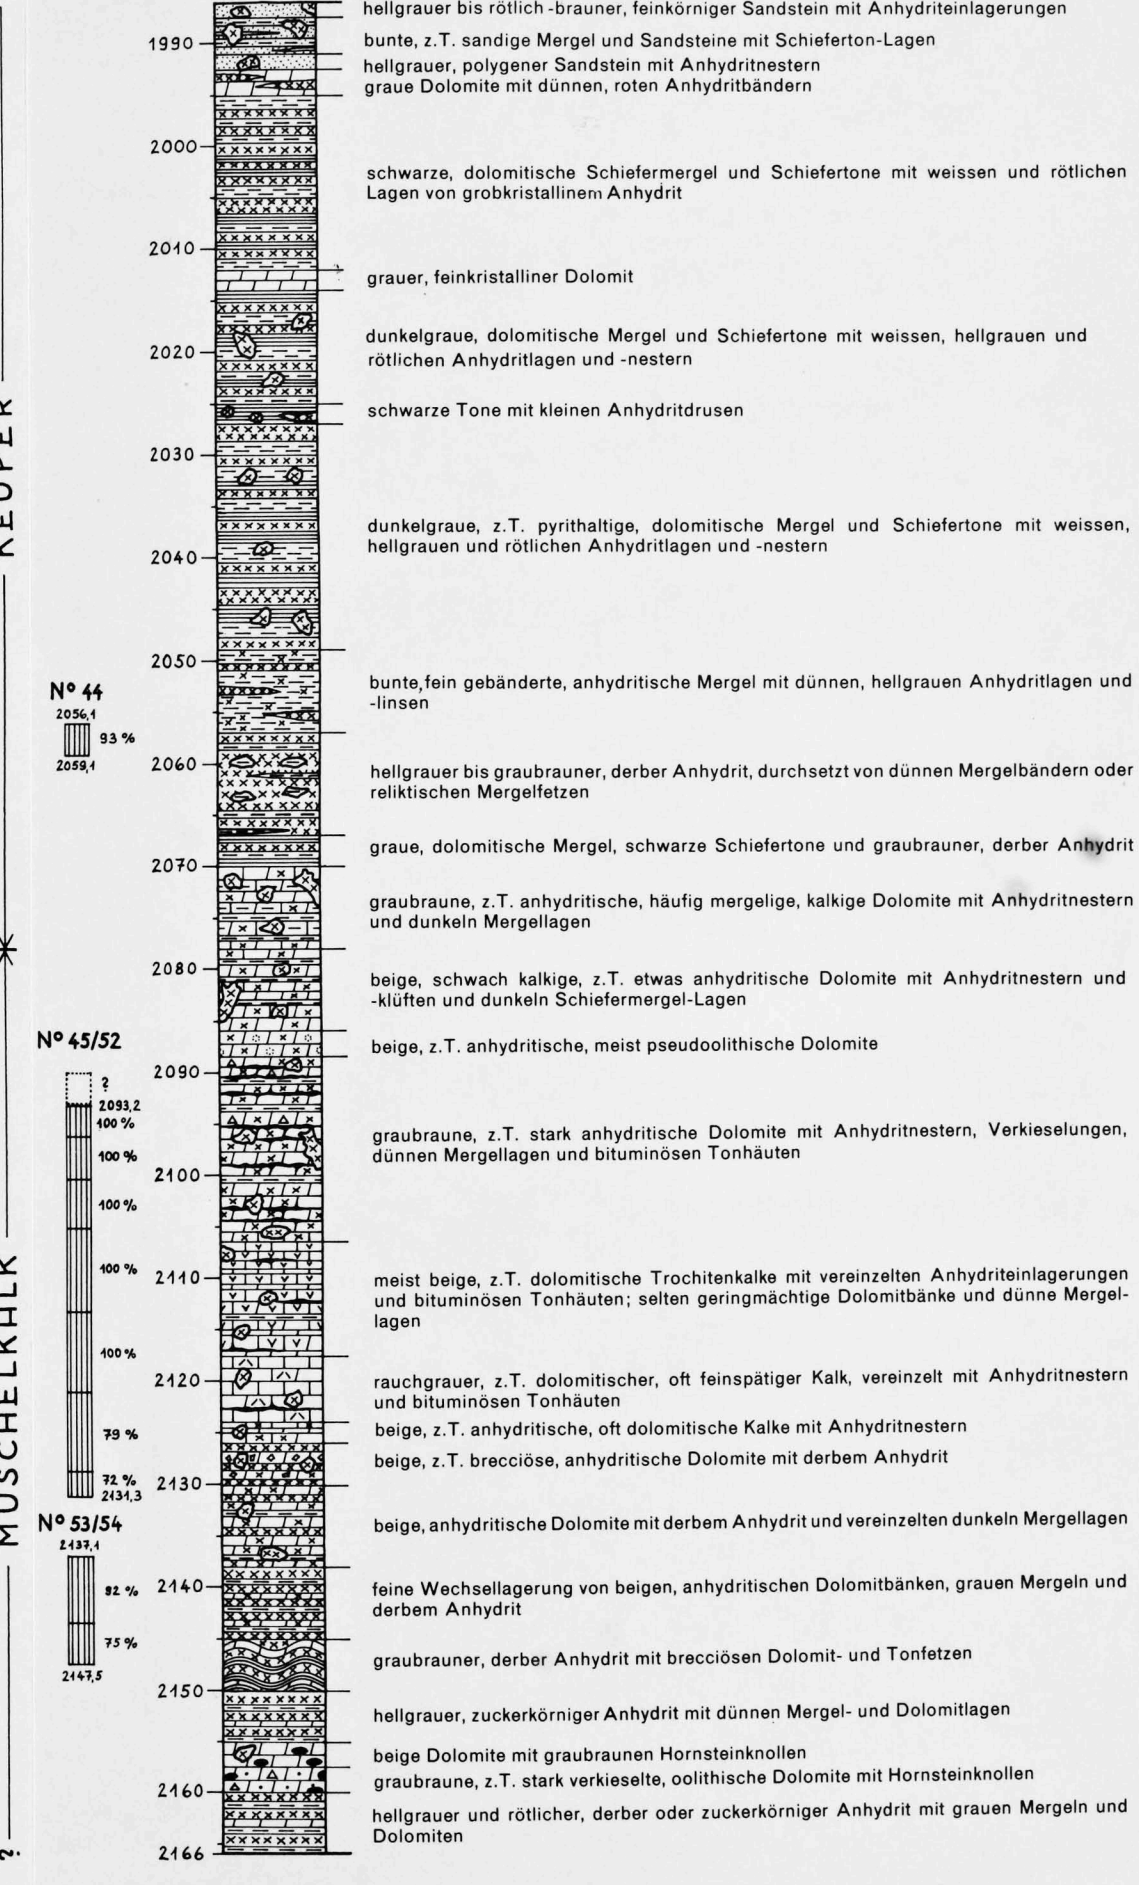 hellgrauer bis rötlich-brauner, feinkörniger Sandstein mit Anhydriteinlagerungen
1990
bunte, z.T. sandige Mergel und Sandsteine mit Schieferton-Lagen
hellgrauer, polygener Sandstein mit Anhydritnestern
graue Dolomite mit dünnen, roten Anhydritbändern
2000
schwarze, dolomitische Schiefermergel und Schiefertone mit weissen und rötlichen
Lagen von grobkristallinem Anhydrit
2010
grauer, feinkristalliner Dolomit
dunkelgraue, dolomitische Mergel und Schiefertone mit weissen, hellgrauen und
2020
rötlichen Anhydritlagen und -nestern
KEUPER
schwarze Tone mit kleinen Anhydritdrusen
2030
dunkelgraue, z.T. pyrithaltige, dolomitische Mergel und Schiefertone mit weissen,
hellgrauen und rötlichen Anhydritlagen und -nestern
2040
2050
bunte, fein gebänderte, anhydritische Mergel mit dünnen, hellgrauen Anhydritlagen und
-linsen
Nº 44
2056,1
93 %
2059,1
2060
hellgrauer bis graubrauner, derber Anhydrit, durchsetzt von dünnen Mergelbändern oder
reliktischen Mergelfetzen
graue, dolomitische Mergel, schwarze Schiefertone und graubrauner, derber Anhydrit
2070
graubraune, z.T. anhydritische, häufig mergelige, kalkige Dolomite mit Anhydritnestern
und dunkeln Mergellagen
2080
beige, schwach kalkige, z.T. etwas anhydritische Dolomite mit Anhydritnestern und
-klüften und dunkeln Schiefermergel-Lagen
Nº 45/52
beige, z.T. anhydritische, meist pseudoolithische Dolomite
2090
?
2093,2
100 %
graubraune, z.T. stark anhydritische Dolomite mit Anhydritnestern, Verkieselungen,
dünnen Mergellagen und bituminösen Tonhäuten
100 %
2100
100 %
MUSCHELKALK
100 %
2110
meist beige, z.T. dolomitische Trochitenkalke mit vereinzelten Anhydriteinlagerungen
und bituminösen Tonhäuten; selten geringmächtige Dolomitbänke und dünne Mergel-
lagen
100 %
2120
rauchgrauer, z.T. dolomitischer, oft feinspätiger Kalk, vereinzelt mit Anhydritnestern
und bituminösen Tonhäuten
79 %
beige, z.T. anhydritische, oft dolomitische Kalke mit Anhydritnestern
beige, z.T. brecciöse, anhydritische Dolomite mit derbem Anhydrit
72 %
2131,3
2130
Nº 53/54
2137,1
beige, anhydritische Dolomite mit derbem Anhydrit und vereinzelten dunkeln Mergellagen
92 %
2140
feine Wechsellagerung von beigen, anhydritischen Dolomitbänken, grauen Mergeln und
derbem Anhydrit
75 %
2147,5
graubrauner, derber Anhydrit mit brecciösen Dolomit- und Tonfetzen
2150
hellgrauer, zuckerkörniger Anhydrit mit dünnen Mergel- und Dolomitlagen
beige Dolomite mit graubraunen Hornsteinknollen
graubraune, z.T. stark verkieselte, oolithische Dolomite mit Hornsteinknollen
2160
hellgrauer und rötlicher, derber oder zuckerkörniger Anhydrit mit grauen Mergeln und
Dolomiten
2166
?